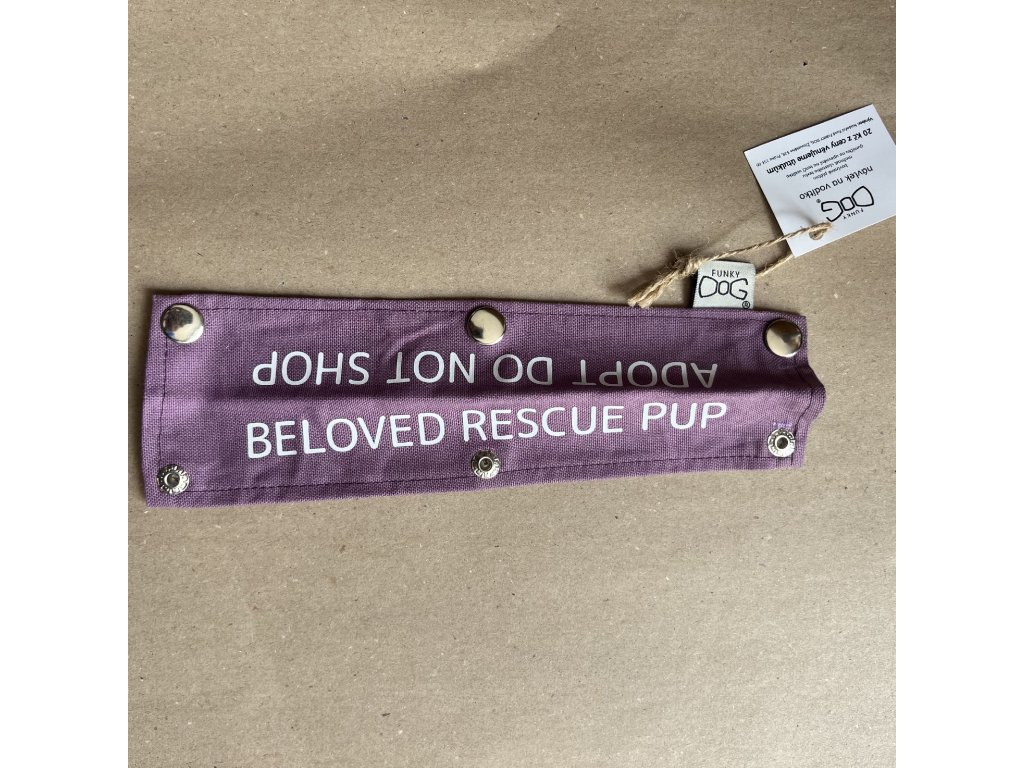 ADOPT DO NOT SHOP
BELOVED RESCUE PUP
FUNKY
DOG®
FUNKY
DOG®
návlek na vodítko
20 Kč z ceny věnujeme útulkům